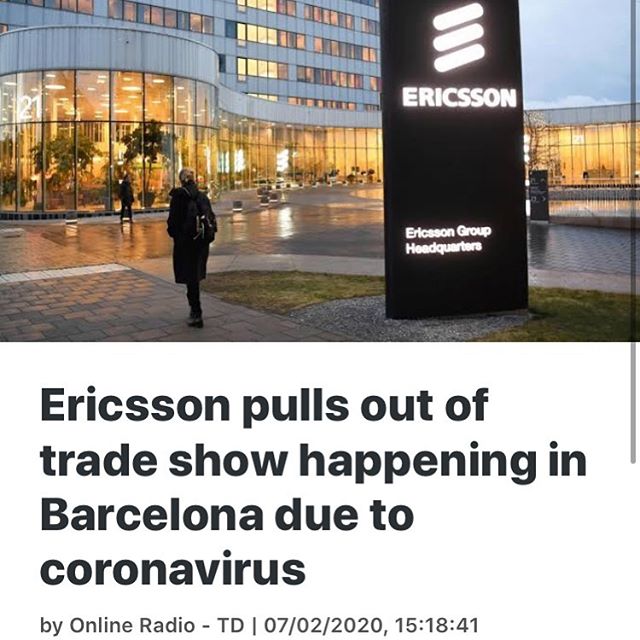 21
ERICSSON
21
Ericsson Group
Headquarters
Ericsson pulls out of
trade show happening in
Barcelona due to
coronavirus
by Online Radio - TD | 07/02/2020, 15:18:41